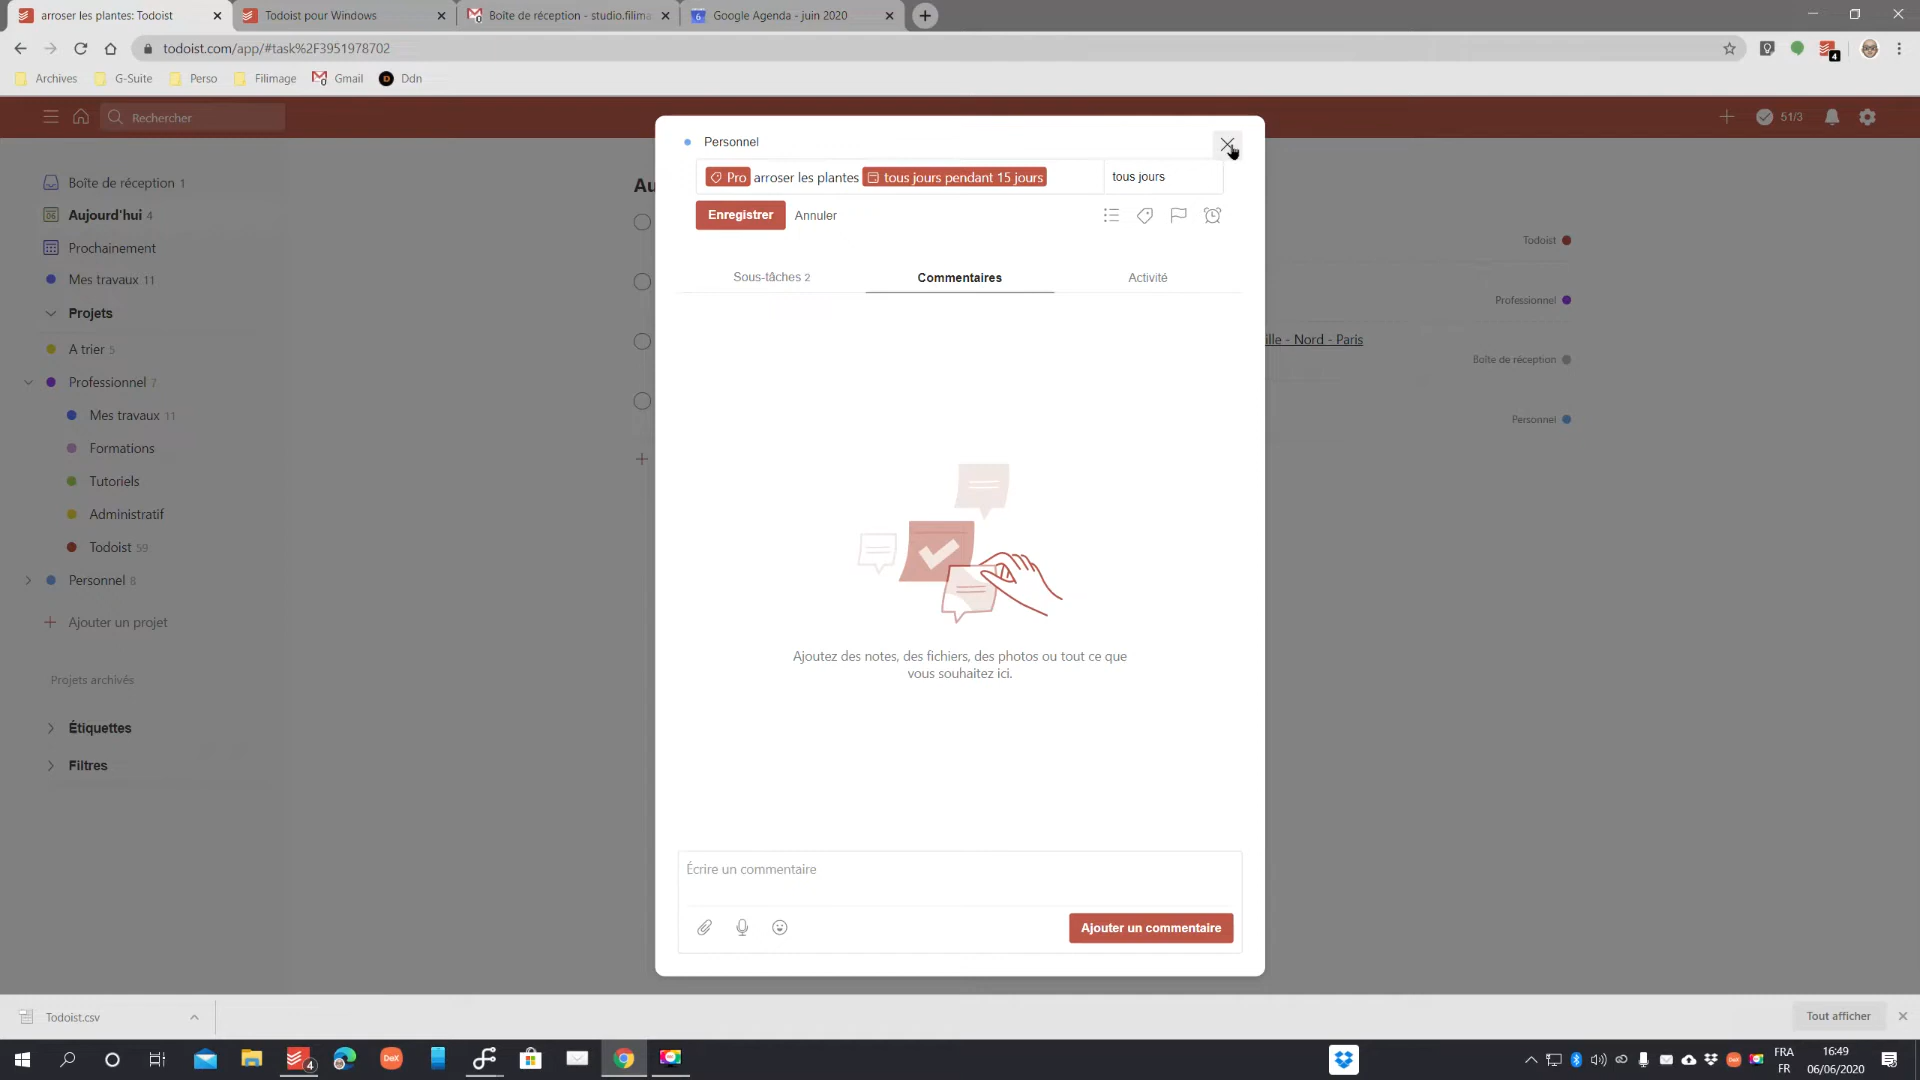 arroser les plantes: Todoist
Todoist pour Windows
Boîte de réception - studio.filima
Google Agenda - juin 2020
todoist.com/app/#task%2F3951978702
4
Archives
G-Suite
Perso
Filimage
Gmail
Ddn
Rechercher
51/3
Boîte de réception 1
Aujourd'hui 4
Prochainement
Mes travaux 11
Projets
A trier 5
Professionnel 7
Mes travaux 11
Formations
Tutoriels
Administratif
Todoist 59
Personnel 8
Ajouter un projet
Projets archivés
Étiquettes
Filtres
Au
Personnel
Pro arroser les plantes tous jours pendant 15 jours
tous jours
Enregistrer
Annuler
Sous-tâches 2
Commentaires
Activité
Ajoutez des notes, des fichiers, des photos ou tout ce que
vous souhaitez ici.
Écrire un commentaire
Ajouter un commentaire
Todoist
Professionnel
ille - Nord - Paris
Boîte de réception
Personnel
Todoist.csv
Tout afficher
4
DeX
FRA
FR
16:49
06/06/2020